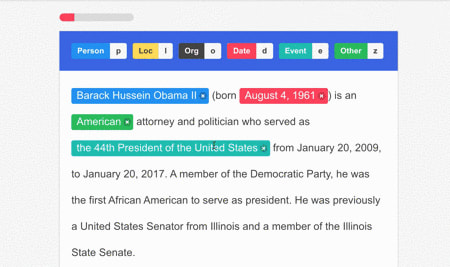 Person p Loc l Org o Date d Event e Other z
Barack Hussein Obama II × (born August 4, 1961 ×) is an
American × attorney and politician who served as
the 44th President of the United States × from January 20, 2009,
to January 20, 2017. A member of the Democratic Party, he was
the first African American to serve as president. He was previously
a United States Senator from Illinois and a member of the Illinois
State Senate.